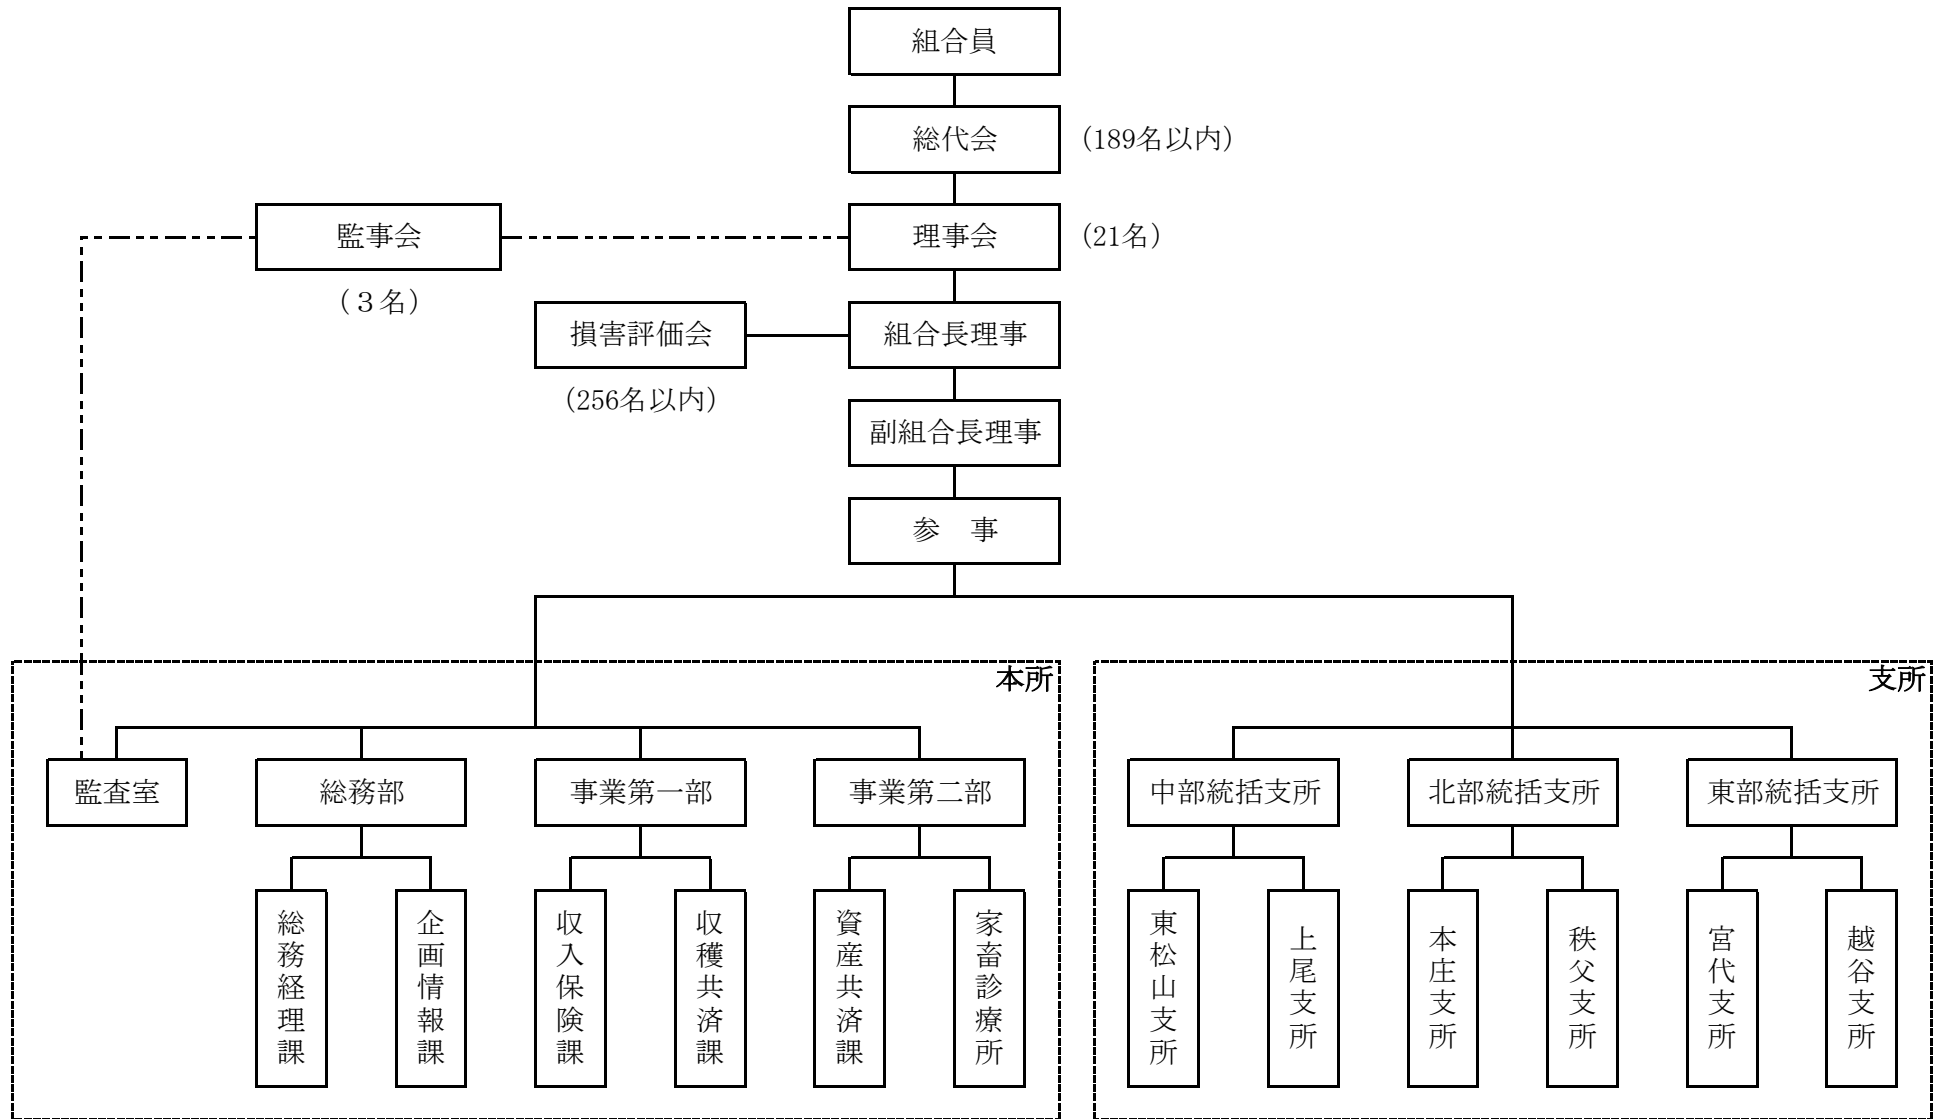 組合員
総代会
(189名以内)
監事会
理事会
(21名)
(３名)
損害評価会
組合長理事
(256名以内)
副組合長理事
参　事
本所
支所
監査室
総務部
事業第一部
事業第二部
中部統括支所
北部統括支所
東部統括支所
総務経理課
企画情報課
収入保険課
収穫共済課
資産共済課
家畜診療所
東松山支所
上尾支所
本庄支所
秩父支所
宮代支所
越谷支所